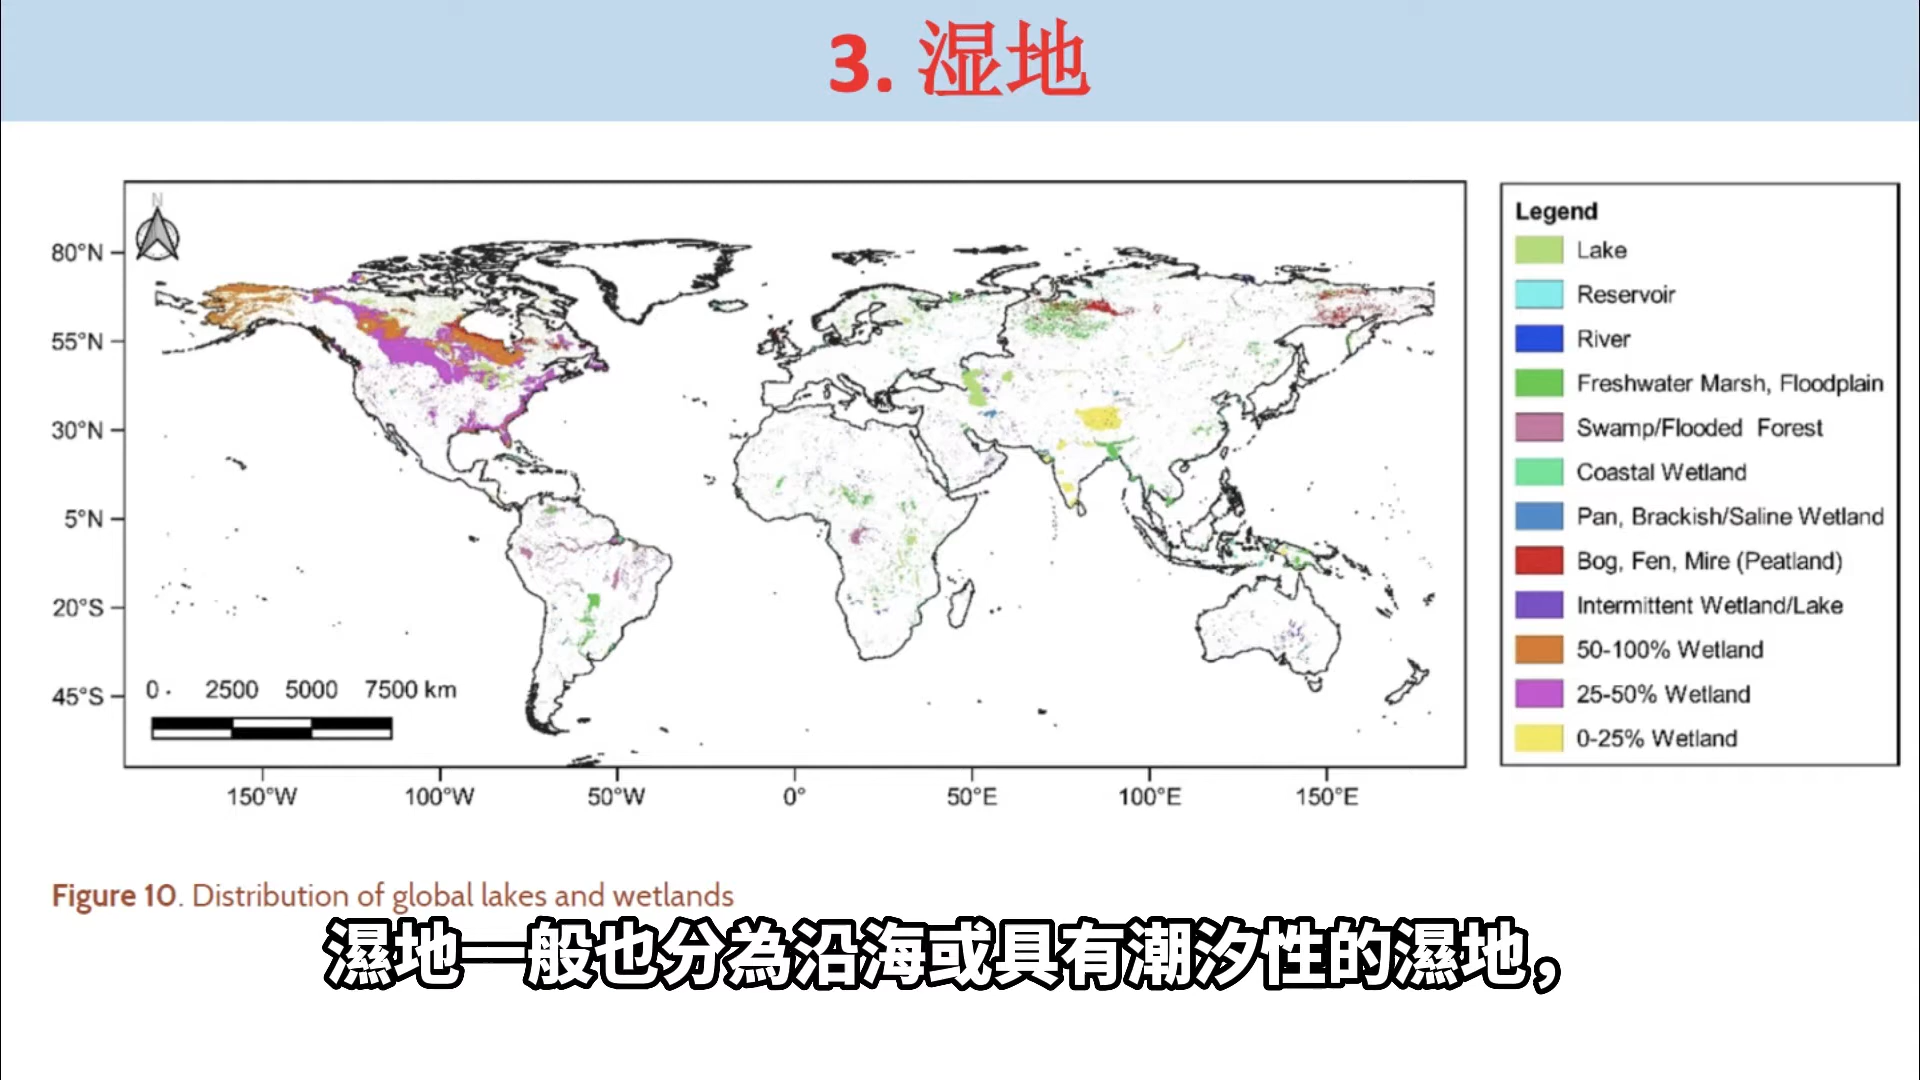 3. 湿地
N
80°N
55°N
30°N
5°N
20°S
45°S
0 2500 5000 7500 km
150°W 100°W 50°W 0° 50°E 100°E 150°E
Legend
Lake
Reservoir
River
Freshwater Marsh, Floodplain
Swamp/Flooded Forest
Coastal Wetland
Pan, Brackish/Saline Wetland
Bog, Fen, Mire (Peatland)
Intermittent Wetland/Lake
50-100% Wetland
25-50% Wetland
0-25% Wetland
Figure 10. Distribution of global lakes and wetlands
濕地一般也分為沿海或具有潮汐性的濕地,